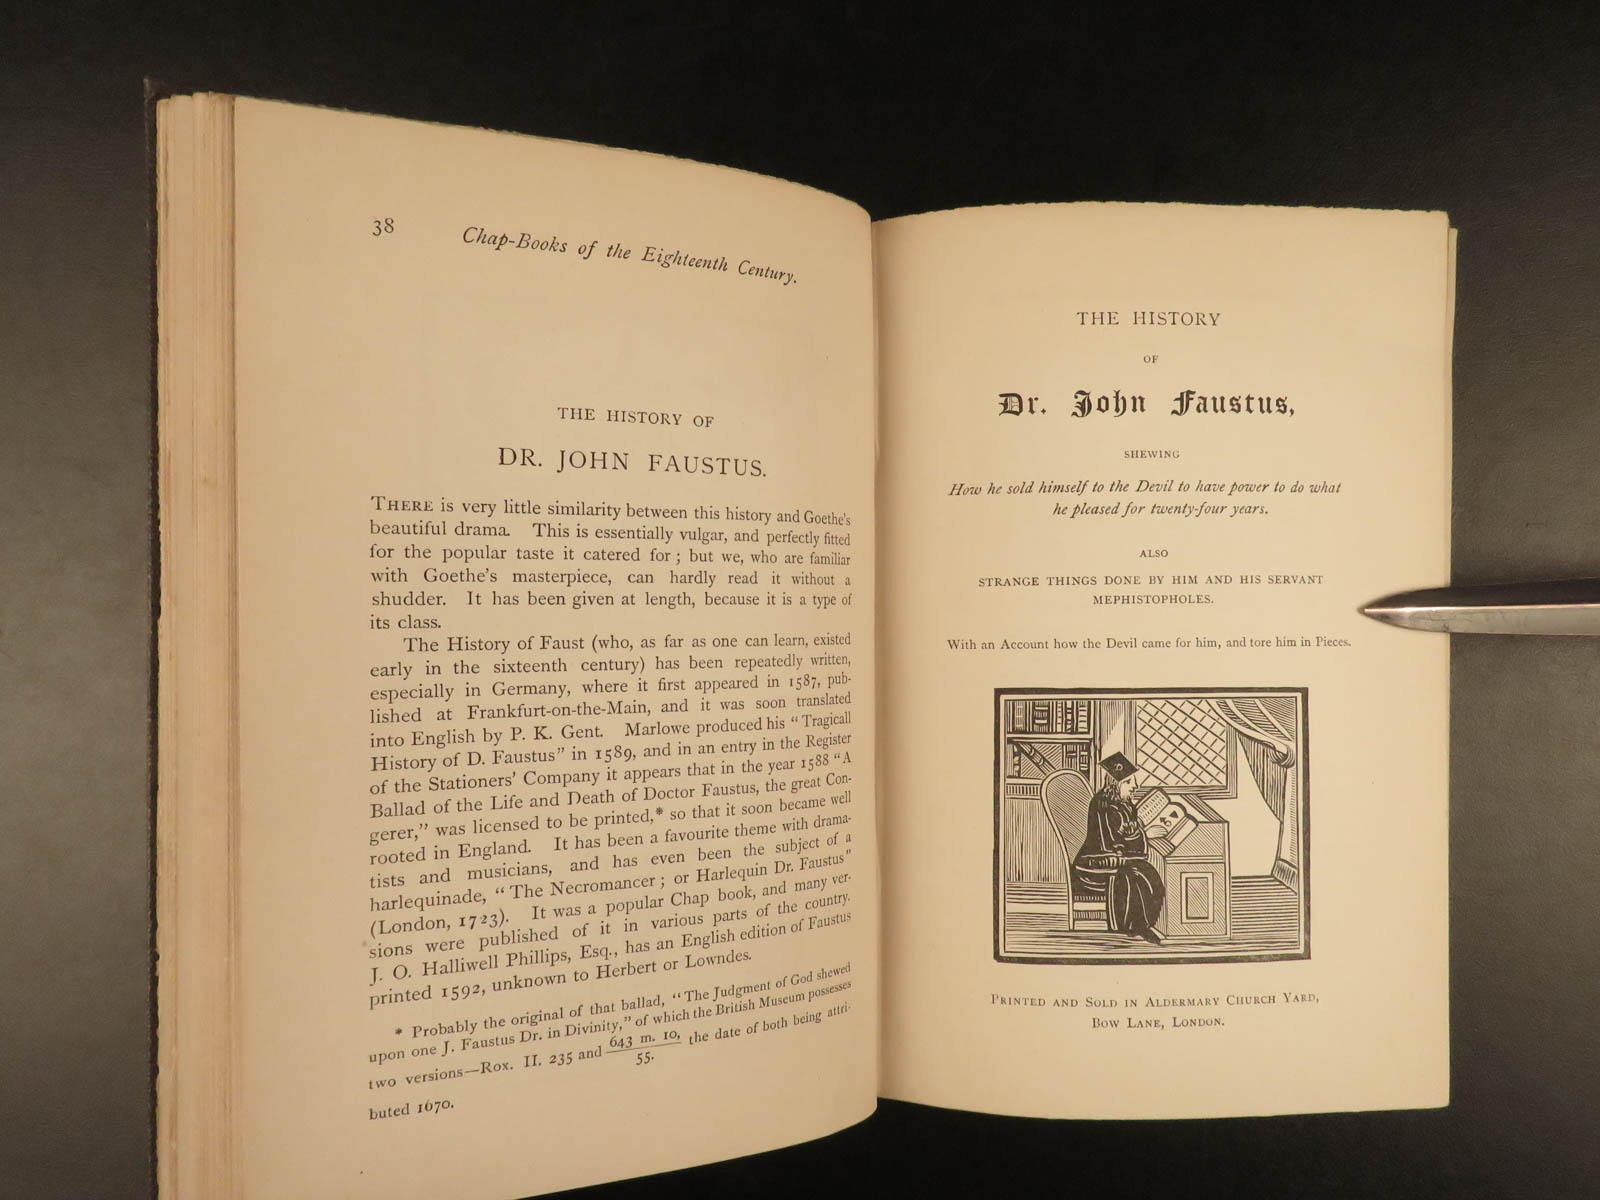 38
Chap-Books of the Eighteenth Century.
THE HISTORY OF
DR. JOHN FAUSTUS.
THERE is very little similarity between this history and Goethe's
beautiful drama. This is essentially vulgar, and perfectly fitted
for the popular taste it catered for; but we, who are familiar
with Goethe's masterpiece, can hardly read it without a
shudder. It has been given at length, because it is a type of
its class.
The History of Faust (who, as far as one can learn, existed
early in the sixteenth century) has been repeatedly written,
especially in Germany, where it first appeared in 1587, pub-
lished at Frankfurt-on-the-Main, and it was soon translated
into English by P. K. Gent. Marlowe produced his "Tragicall
History of D. Faustus" in 1589, and in an entry in the Register
of the Stationers' Company it appears that in the year 1588 "A
Ballad of the Life and Death of Doctor Faustus, the great Con-
gerer," was licensed to be printed,* so that it soon became well
rooted in England. It has been a favourite theme with drama-
tists and musicians, and has even been the subject of a
harlequinade, "The Necromancer; or Harlequin Dr. Faustus"
(London, 1723). It was a popular Chap book, and many ver-
sions were published of it in various parts of the country.
J. O. Halliwell Phillips, Esq., has an English edition of Faustus
printed 1592, unknown to Herbert or Lowndes.
* Probably the original of that ballad, "The Judgment of God shewed
upon one J. Faustus Dr. in Divinity," of which the British Museum possesses
two versions—Rox. II. 235 and 643 m. 10, the date of both being attri-
55.
buted 1670.
THE HISTORY
OF
Dr. John Faustus,
SHEWING
How he sold himself to the Devil to have power to do what
he pleased for twenty-four years.
ALSO
STRANGE THINGS DONE BY HIM AND HIS SERVANT
MEPHISTOPHOLES.
With an Account how the Devil came for him, and tore him in Pieces.
PRINTED AND SOLD IN ALDERMARY CHURCH YARD,
BOW LANE, LONDON.